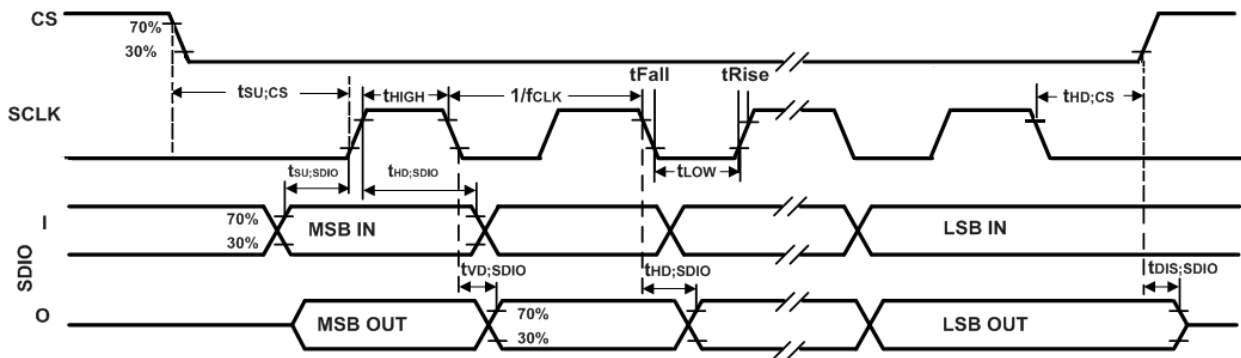 CS
70%
30%
tFall
tRise
tSU;CS
tHIGH
1/fCLK
tHD;CS
SCLK
tLOW
tSU;SDIO
tHD;SDIO
I
70%
30%
MSB IN
LSB IN
SDIO
tVD;SDIO
tHD;SDIO
tDIS;SDIO
O
MSB OUT
70%
30%
LSB OUT